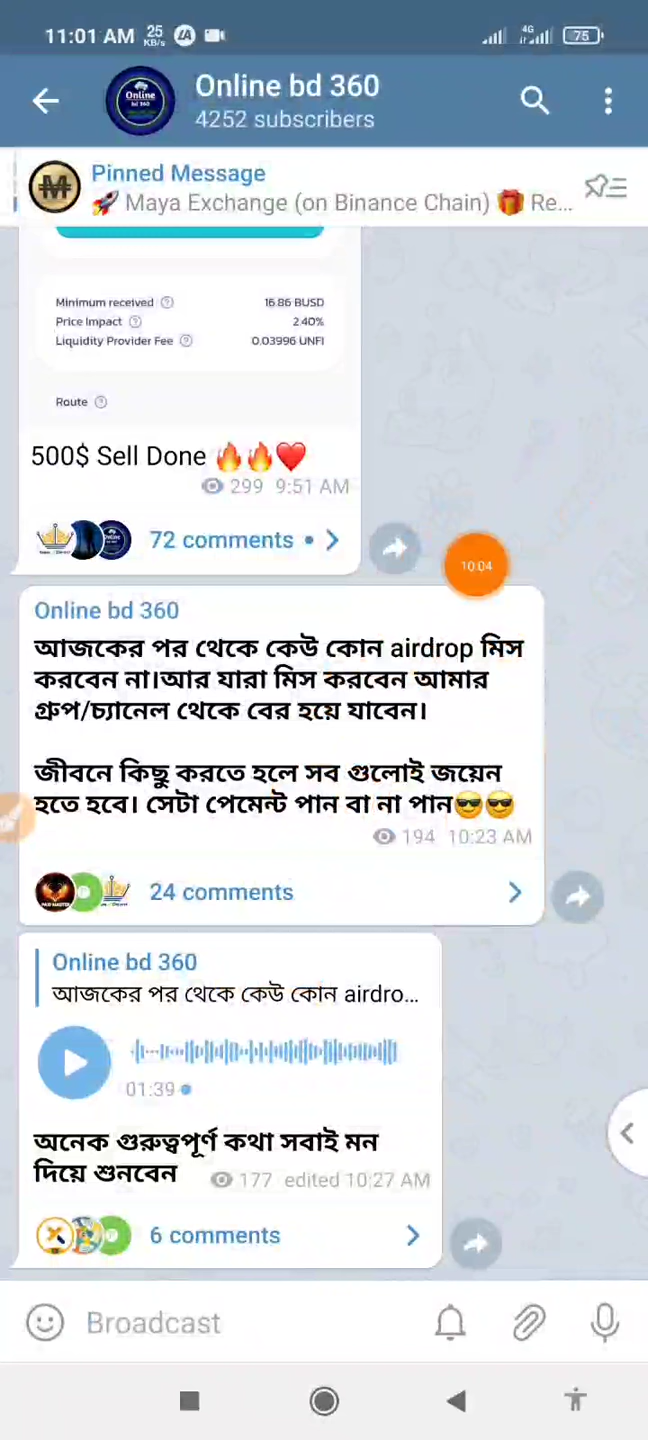 11:01 AM 25 KB/s 4G 75
Online bd 360
4252 subscribers
Pinned Message
🚀 Maya Exchange (on Binance Chain) 🎁 Re...
Minimum received 16.86 BUSD
Price Impact 2.40%
Liquidity Provider Fee 0.03996 UNFI
Route
500$ Sell Done 🔥🔥❤️
299 9:51 AM
72 comments
10:04
Online bd 360
আজকের পর থেকে কেউ কোন airdrop মিস
করবেন না।আর যারা মিস করবেন আমার
গ্রুপ/চ্যানেল থেকে বের হয়ে যাবেন।
জীবনে কিছু করতে হলে সব গুলোই জয়েন
হতে হবে। সেটা পেমেন্ট পান বা না পান😎😎
194 10:23 AM
24 comments
Online bd 360
আজকের পর থেকে কেউ কোন airdro...
01:39
অনেক গুরুত্বপূর্ণ কথা সবাই মন
দিয়ে শুনবেন
177 edited 10:27 AM
6 comments
Broadcast